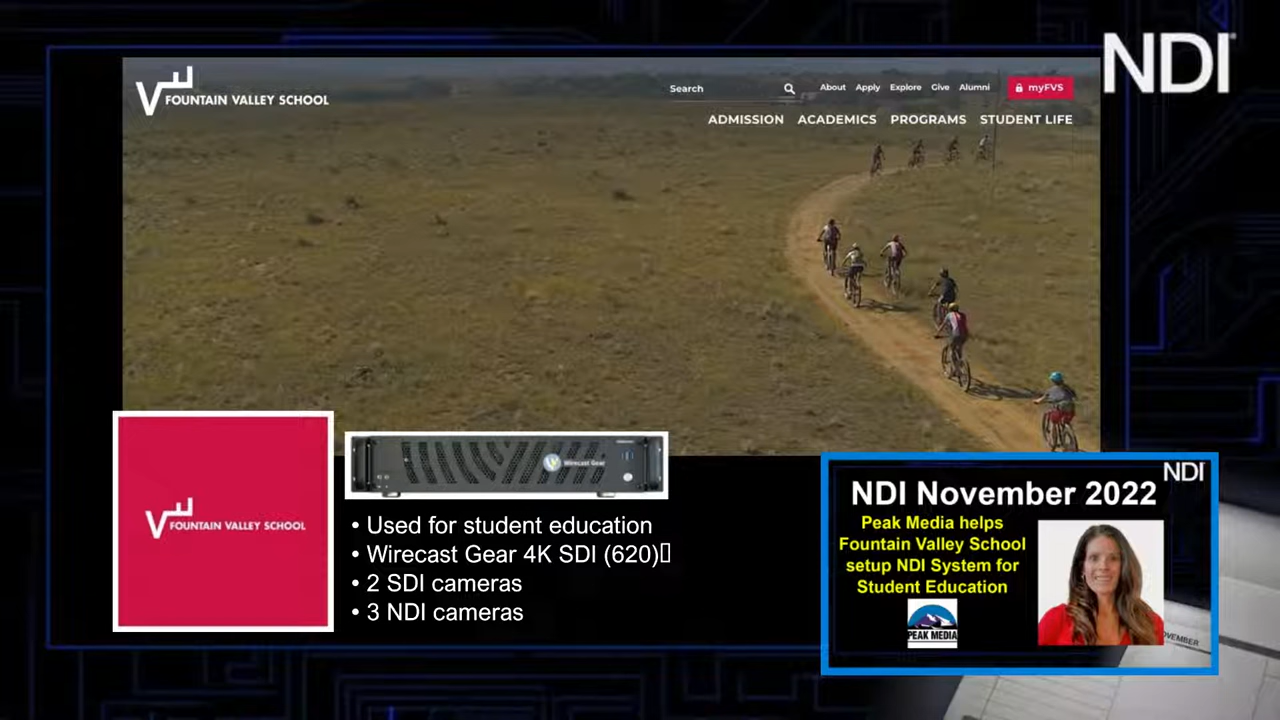 NDI
FOUNTAIN VALLEY SCHOOL
Search
About Apply Explore Give Alumni myFVS
ADMISSION ACADEMICS PROGRAMS STUDENT LIFE
FOUNTAIN VALLEY SCHOOL
Wirecast Gear
• Used for student education
• Wirecast Gear 4K SDI (620)▯
• 2 SDI cameras
• 3 NDI cameras
NDI
NDI November 2022
Peak Media helps
Fountain Valley School
setup NDI System for
Student Education
PEAK MEDIA
NOVEMBER